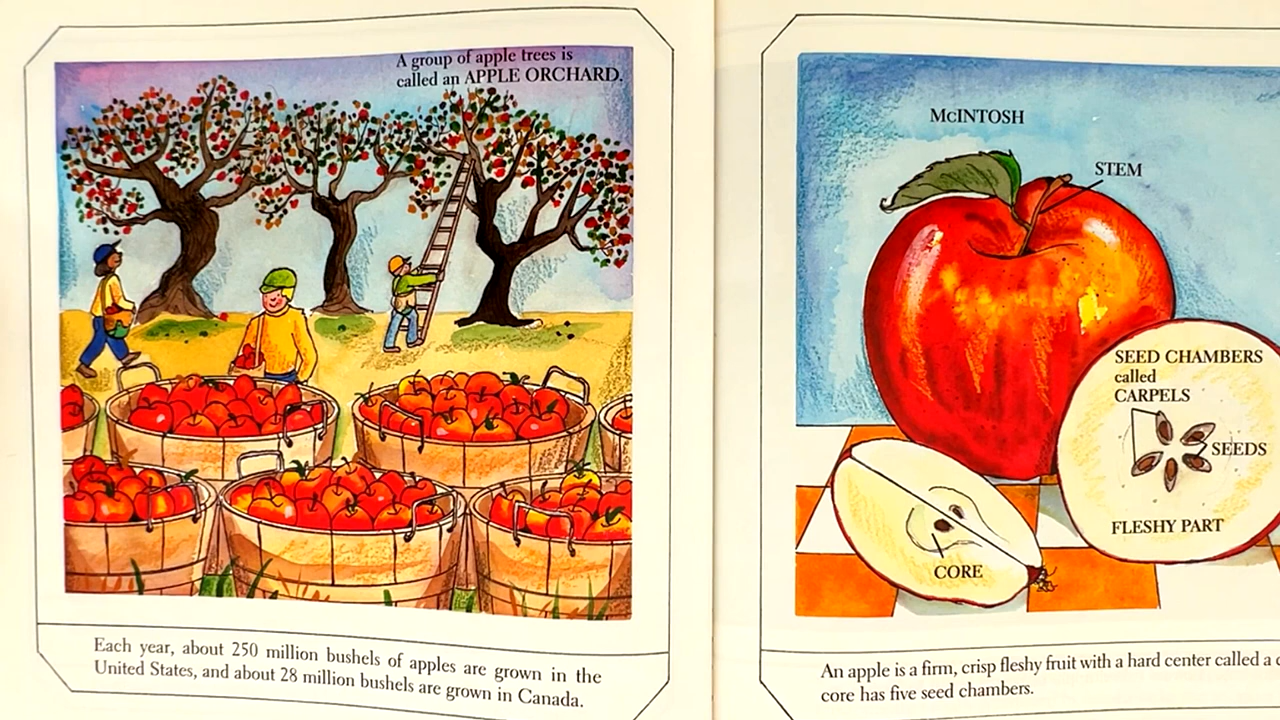 A group of apple trees is
called an APPLE ORCHARD.
Each year, about 250 million bushels of apples are grown in the
United States, and about 28 million bushels are grown in Canada.
McINTOSH
STEM
SEED CHAMBERS
called
CARPELS
SEEDS
FLESHY PART
CORE
An apple is a firm, crisp fleshy fruit with a hard center called a
core has five seed chambers.